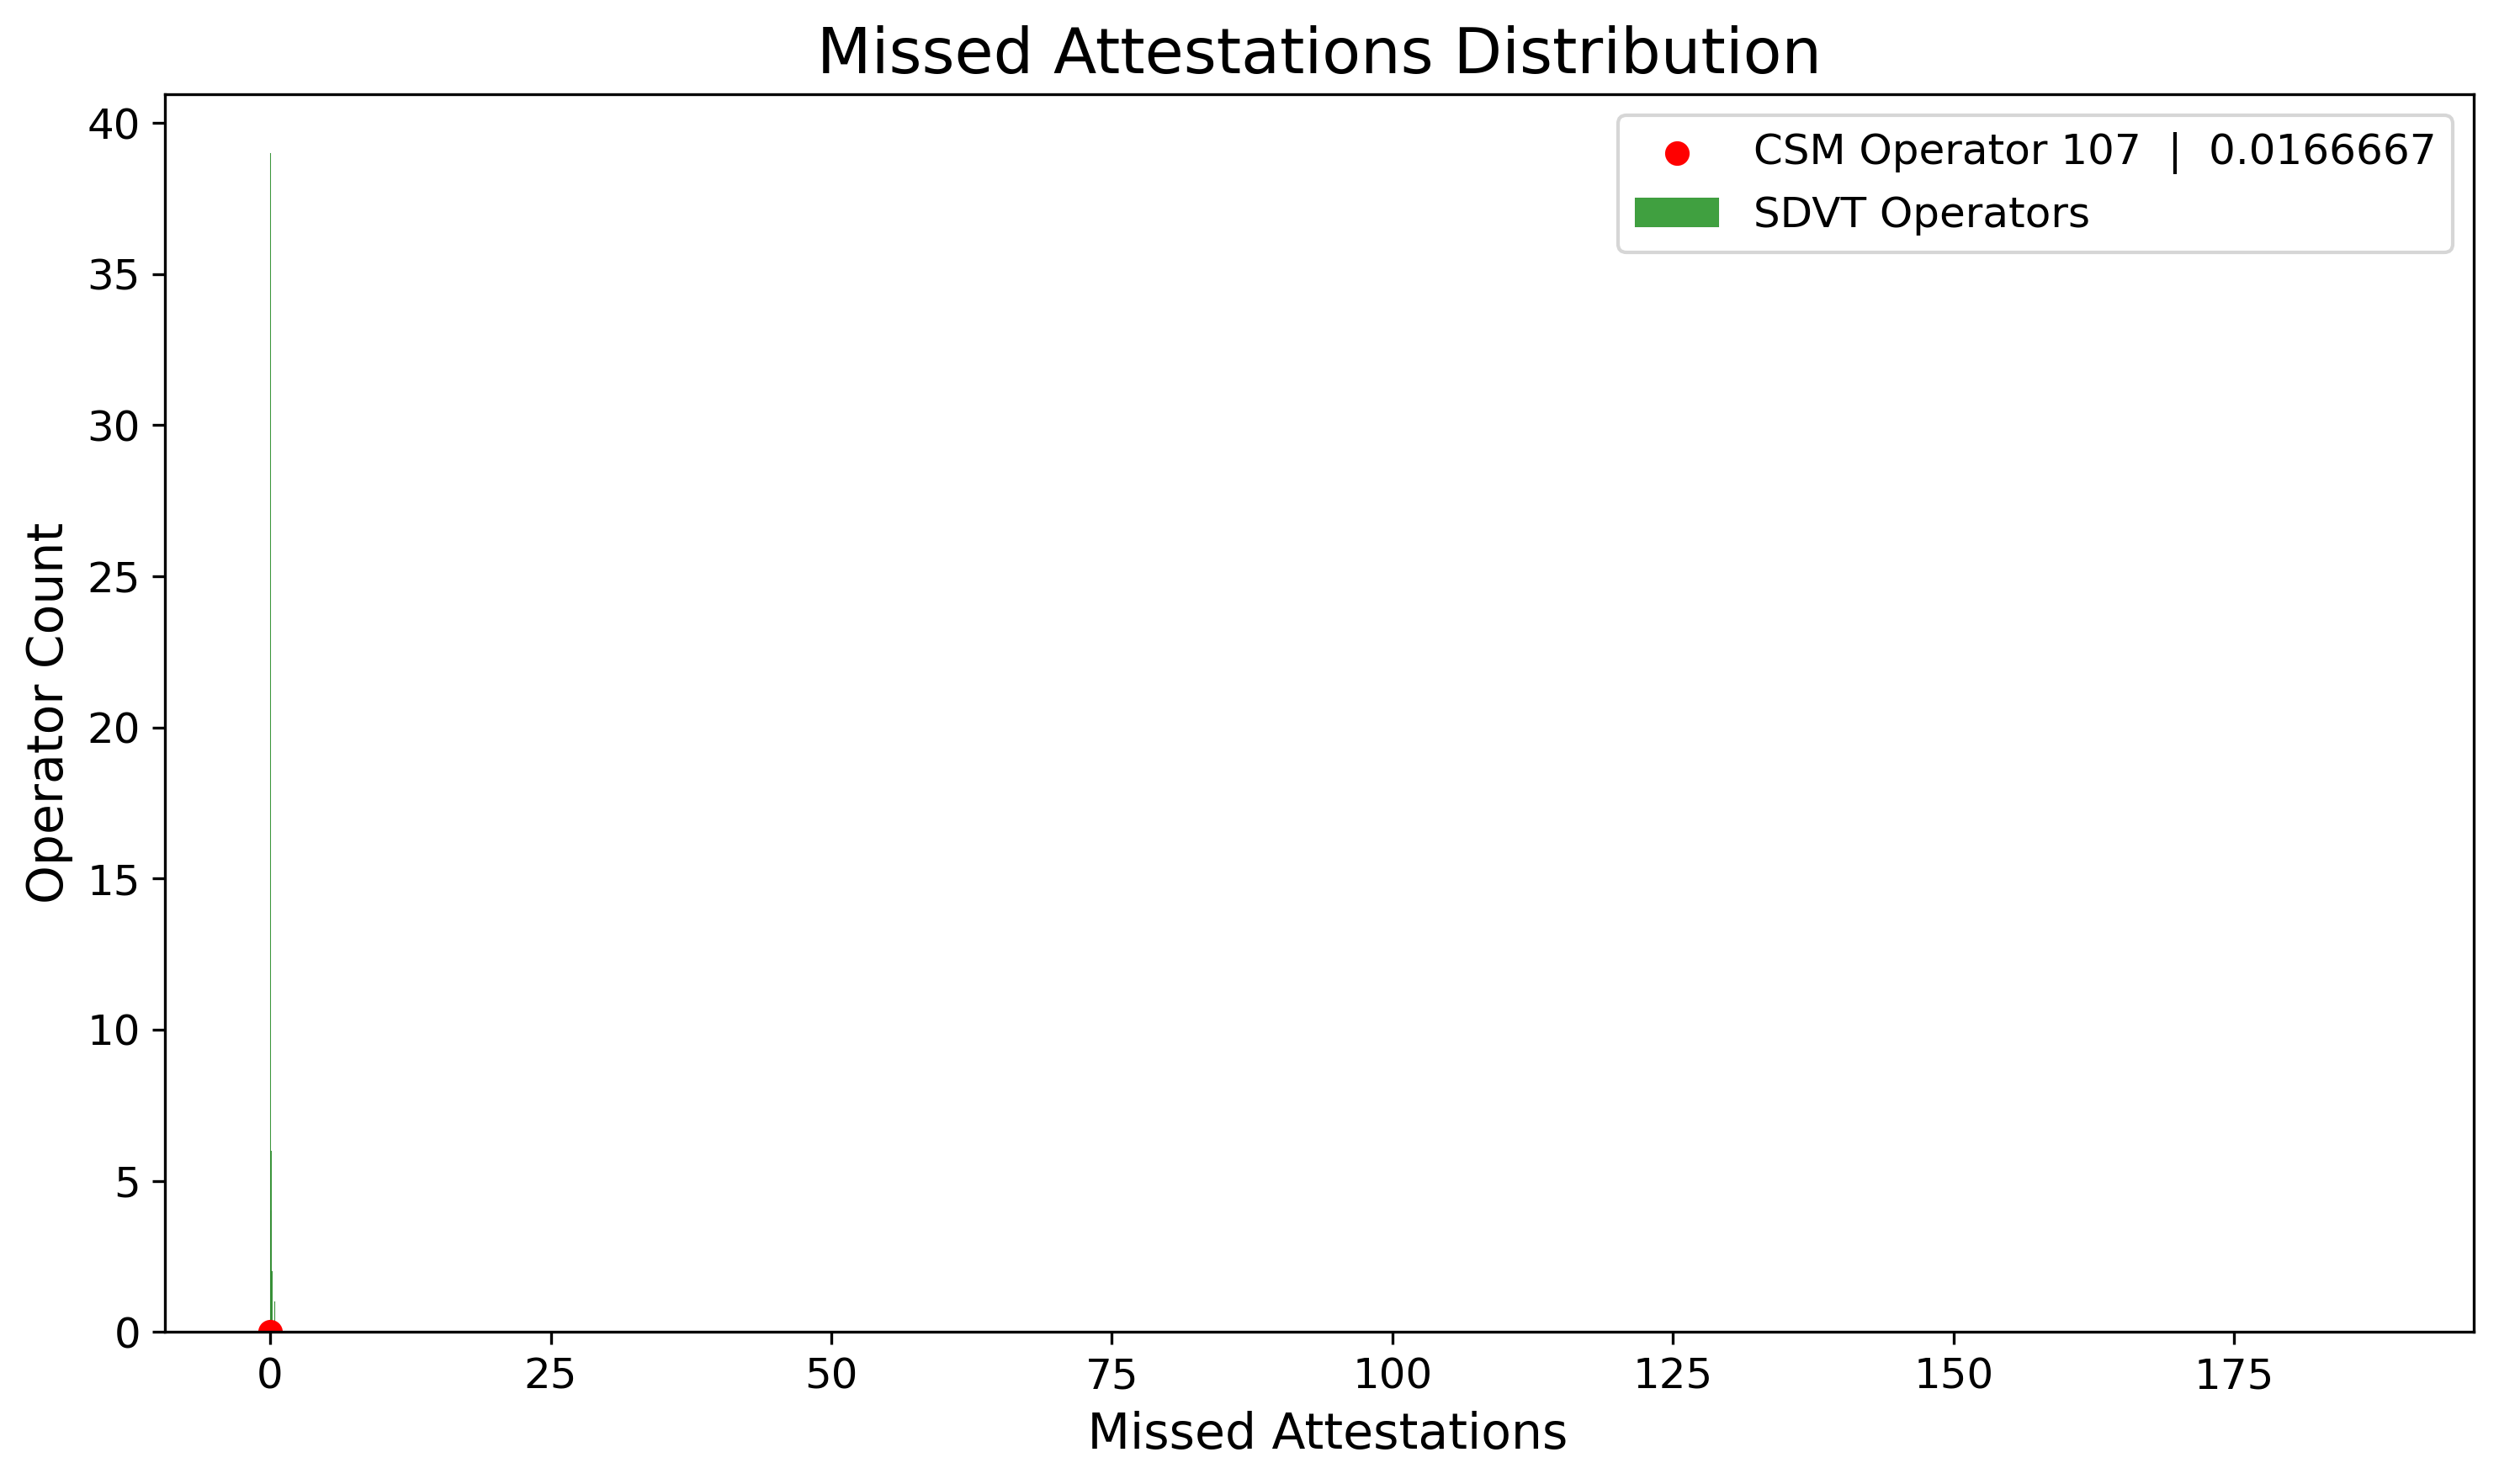 Missed Attestations Distribution
CSM Operator 107 | 0.0166667
SDVT Operators
Operator Count
40
35
30
25
20
15
10
5
0
0 25 50 75 100 125 150 175
Missed Attestations